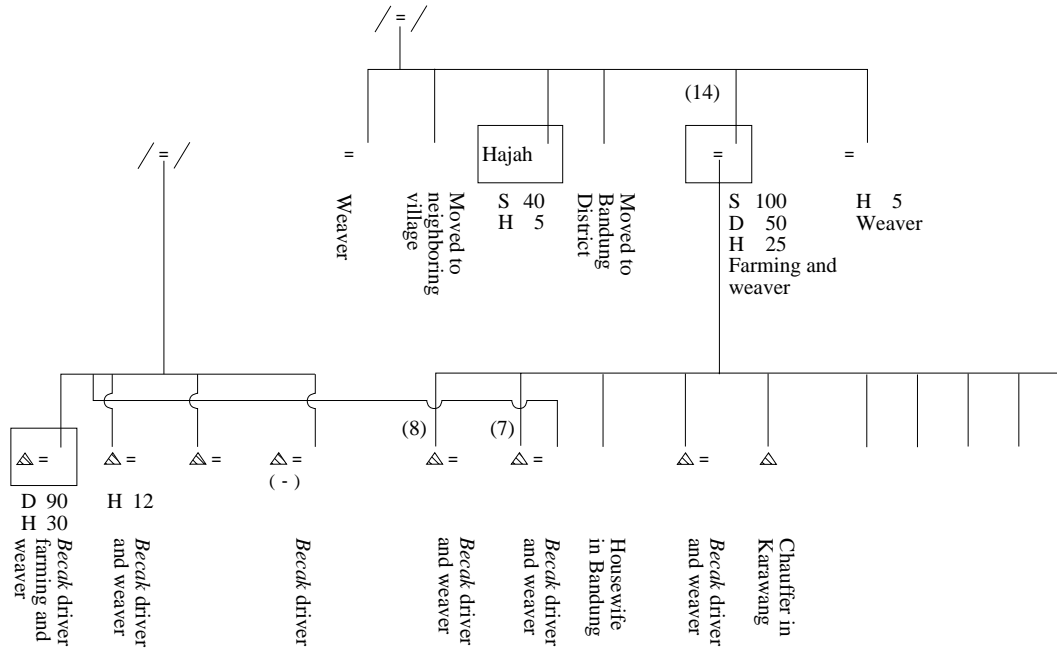 / = /
(14)
/ = /
=
Hajah
=
=
Weaver
Moved to
neighboring
village
S 40
H 5
Moved to
Bandung
District
S 100
D 50
H 25
Farming and
weaver
H 5
Weaver
(8)
(7)
=
=
=
=
=
=
=
(-)
D 90
H 30
H 12
Becak driver
farming and
weaver
Becak driver
and weaver
Becak driver
Becak driver
and weaver
Becak driver
and weaver
Housewife
in Bandung
Becak driver
and weaver
Chauffer in
Karawang